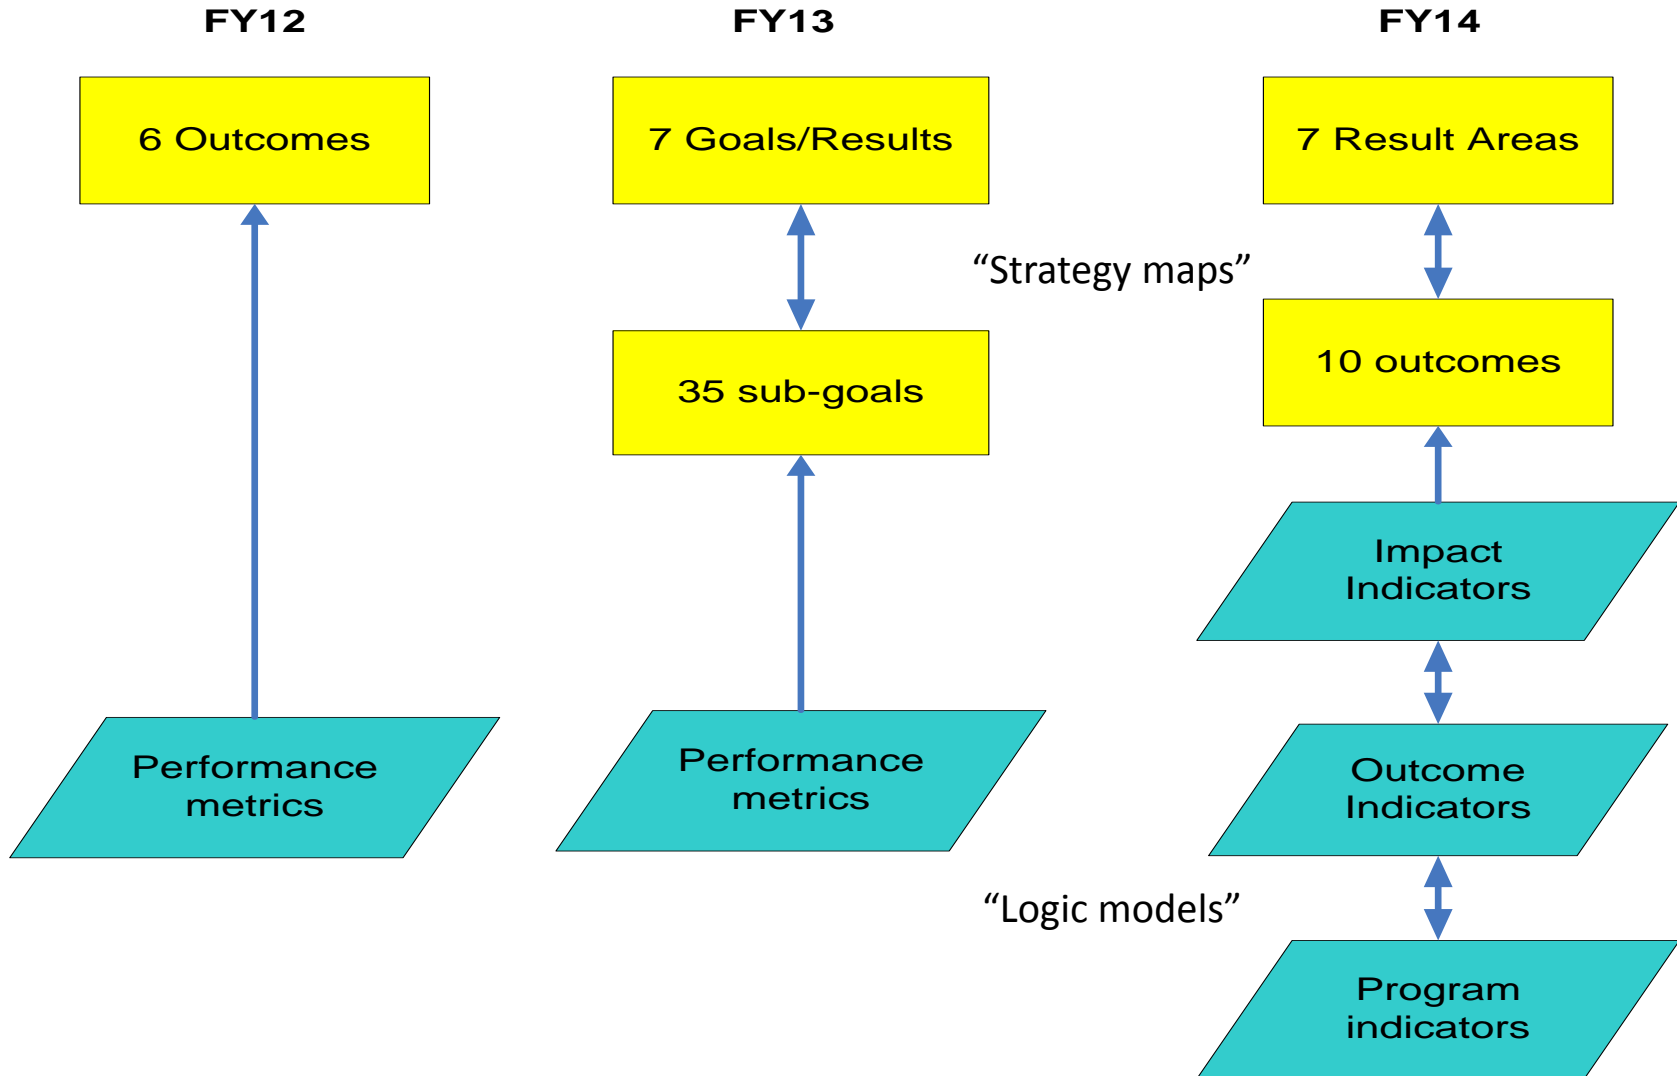 FY12
FY13
FY14
6 Outcomes
7 Goals/Results
7 Result Areas
“Strategy maps”
35 sub-goals
10 outcomes
Impact
Indicators
Performance
metrics
Performance
metrics
Outcome
Indicators
“Logic models”
Program
indicators